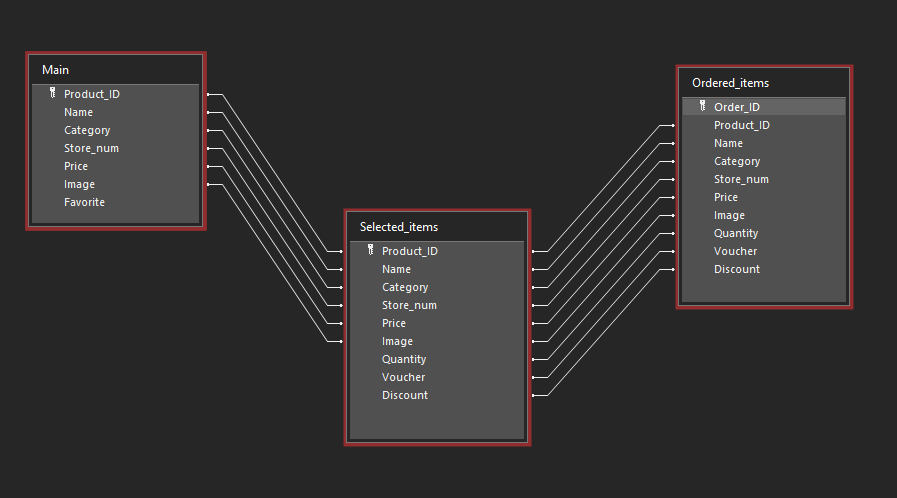 Main
Product_ID
Name
Category
Store_num
Price
Image
Favorite
Selected_items
Product_ID
Name
Category
Store_num
Price
Image
Quantity
Voucher
Discount
Ordered_items
Order_ID
Product_ID
Name
Category
Store_num
Price
Image
Quantity
Voucher
Discount